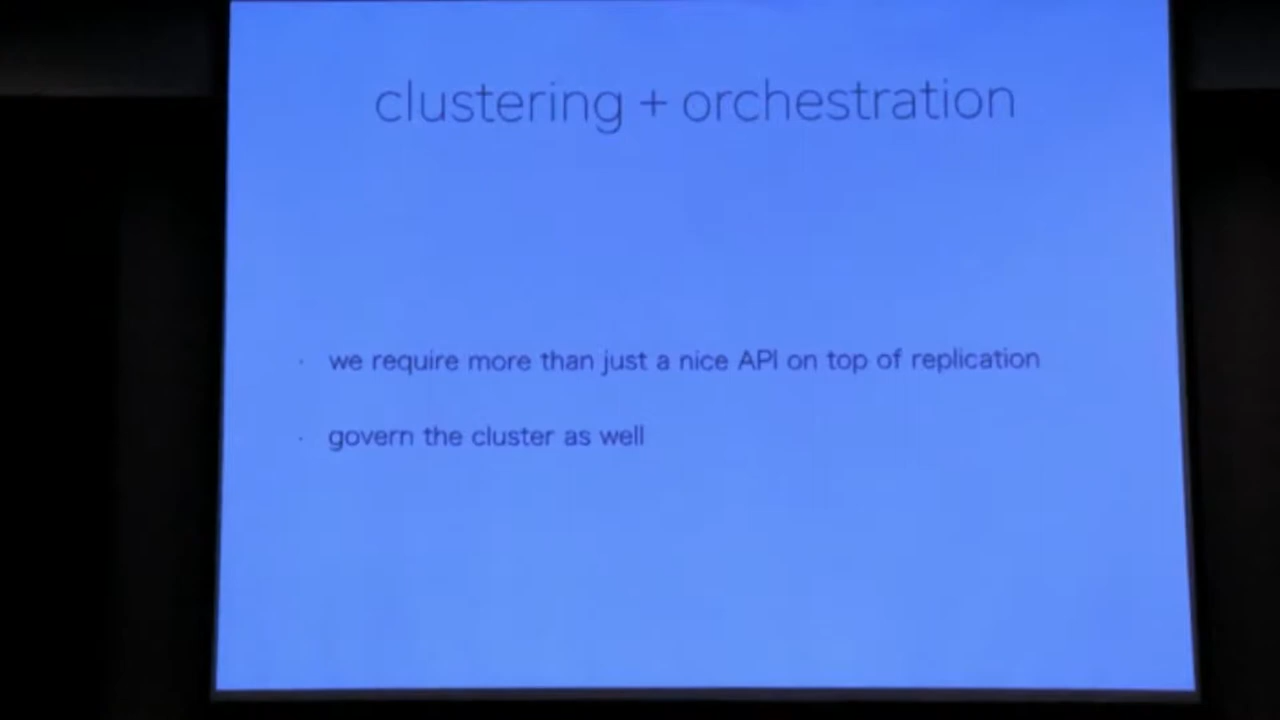 clustering + orchestration
· we require more than just a nice API on top of replication
· govern the cluster as well